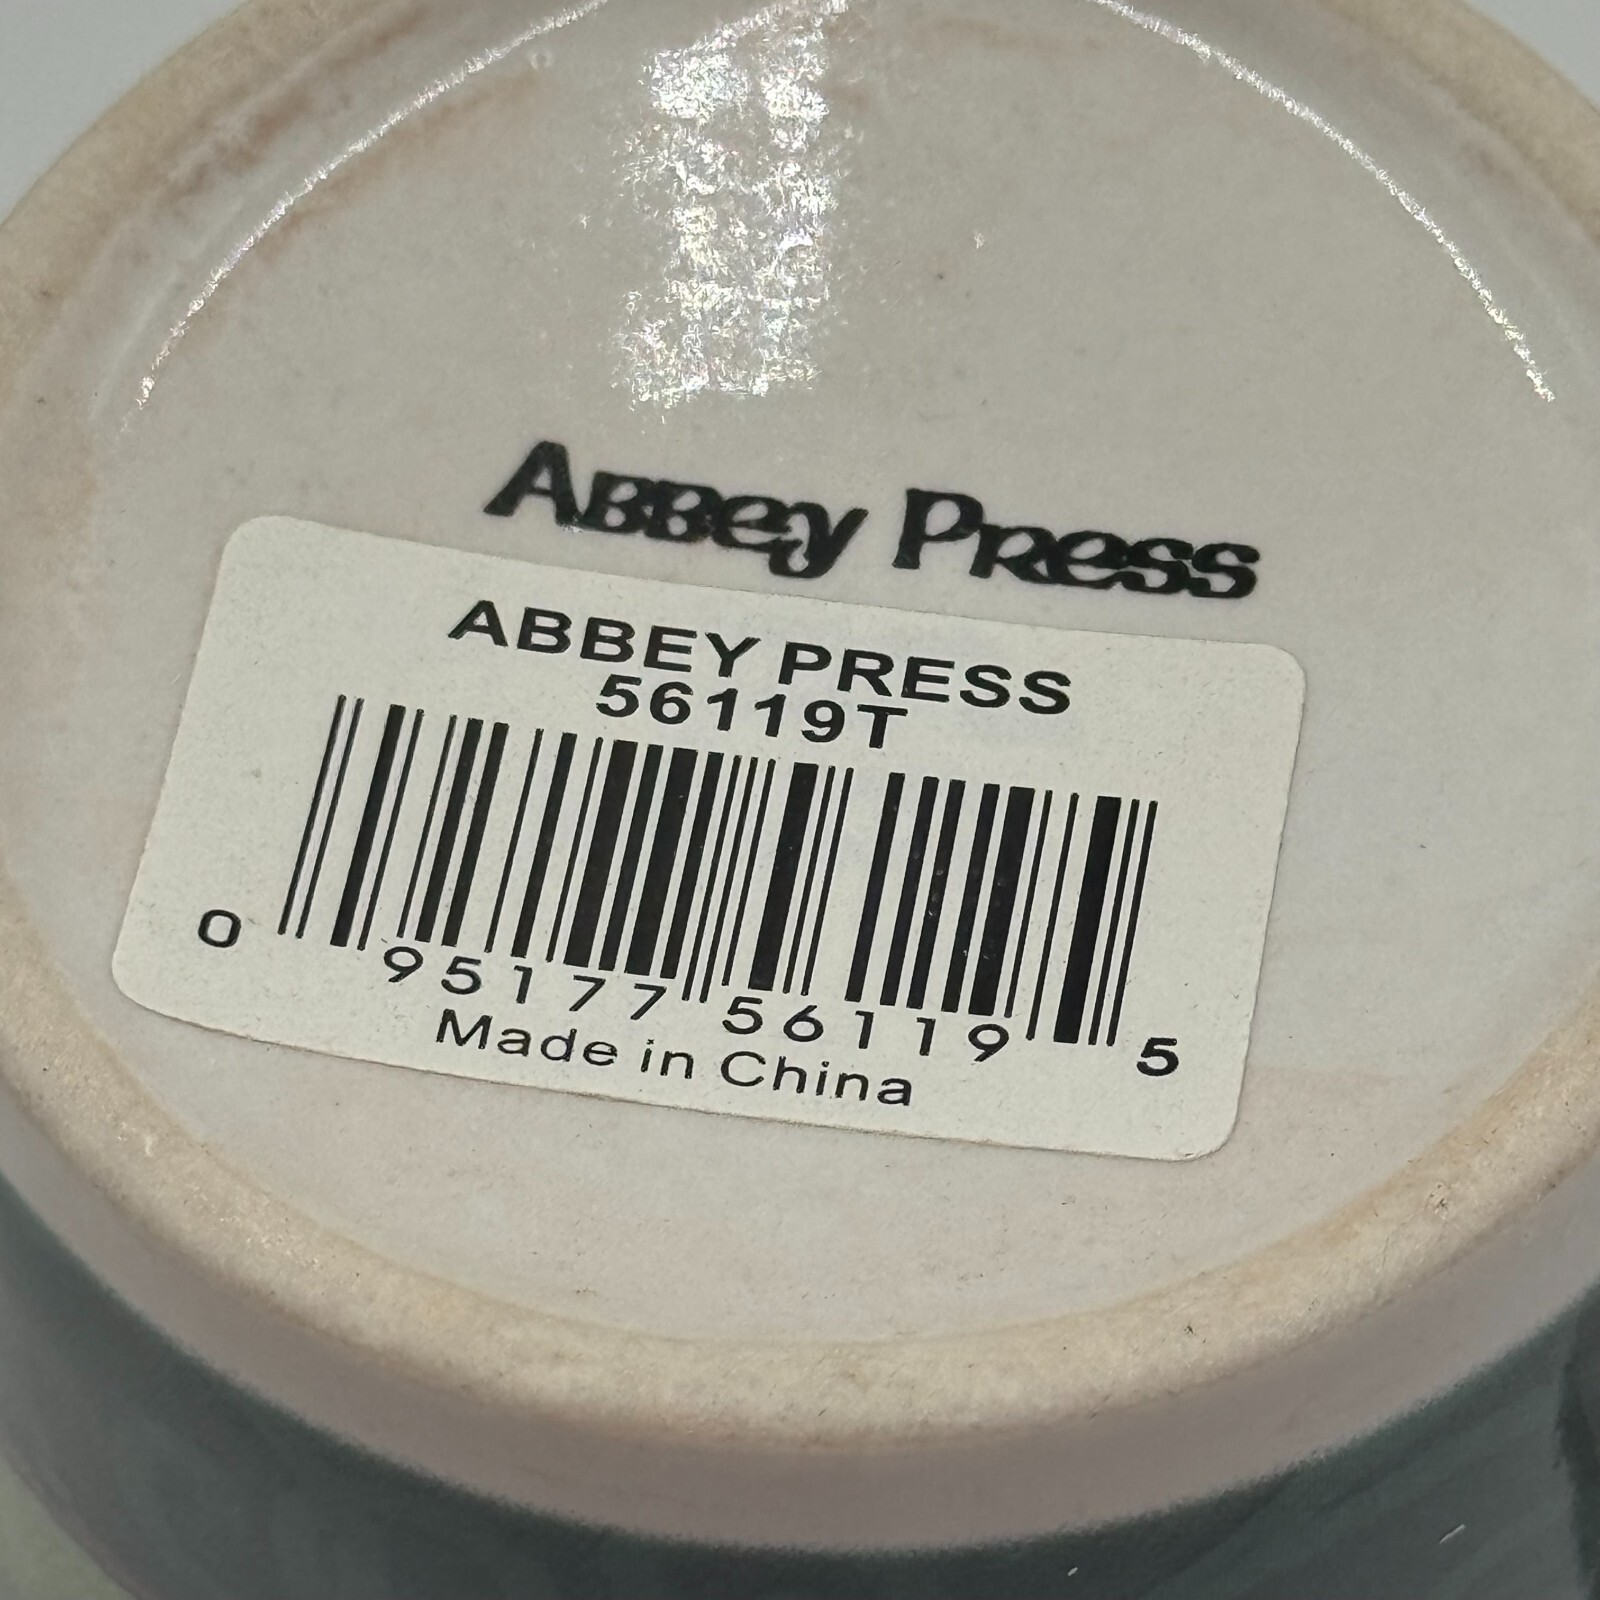 Abbey Press
ABBEY PRESS
56119T
0 95177 56119 5
Made in China